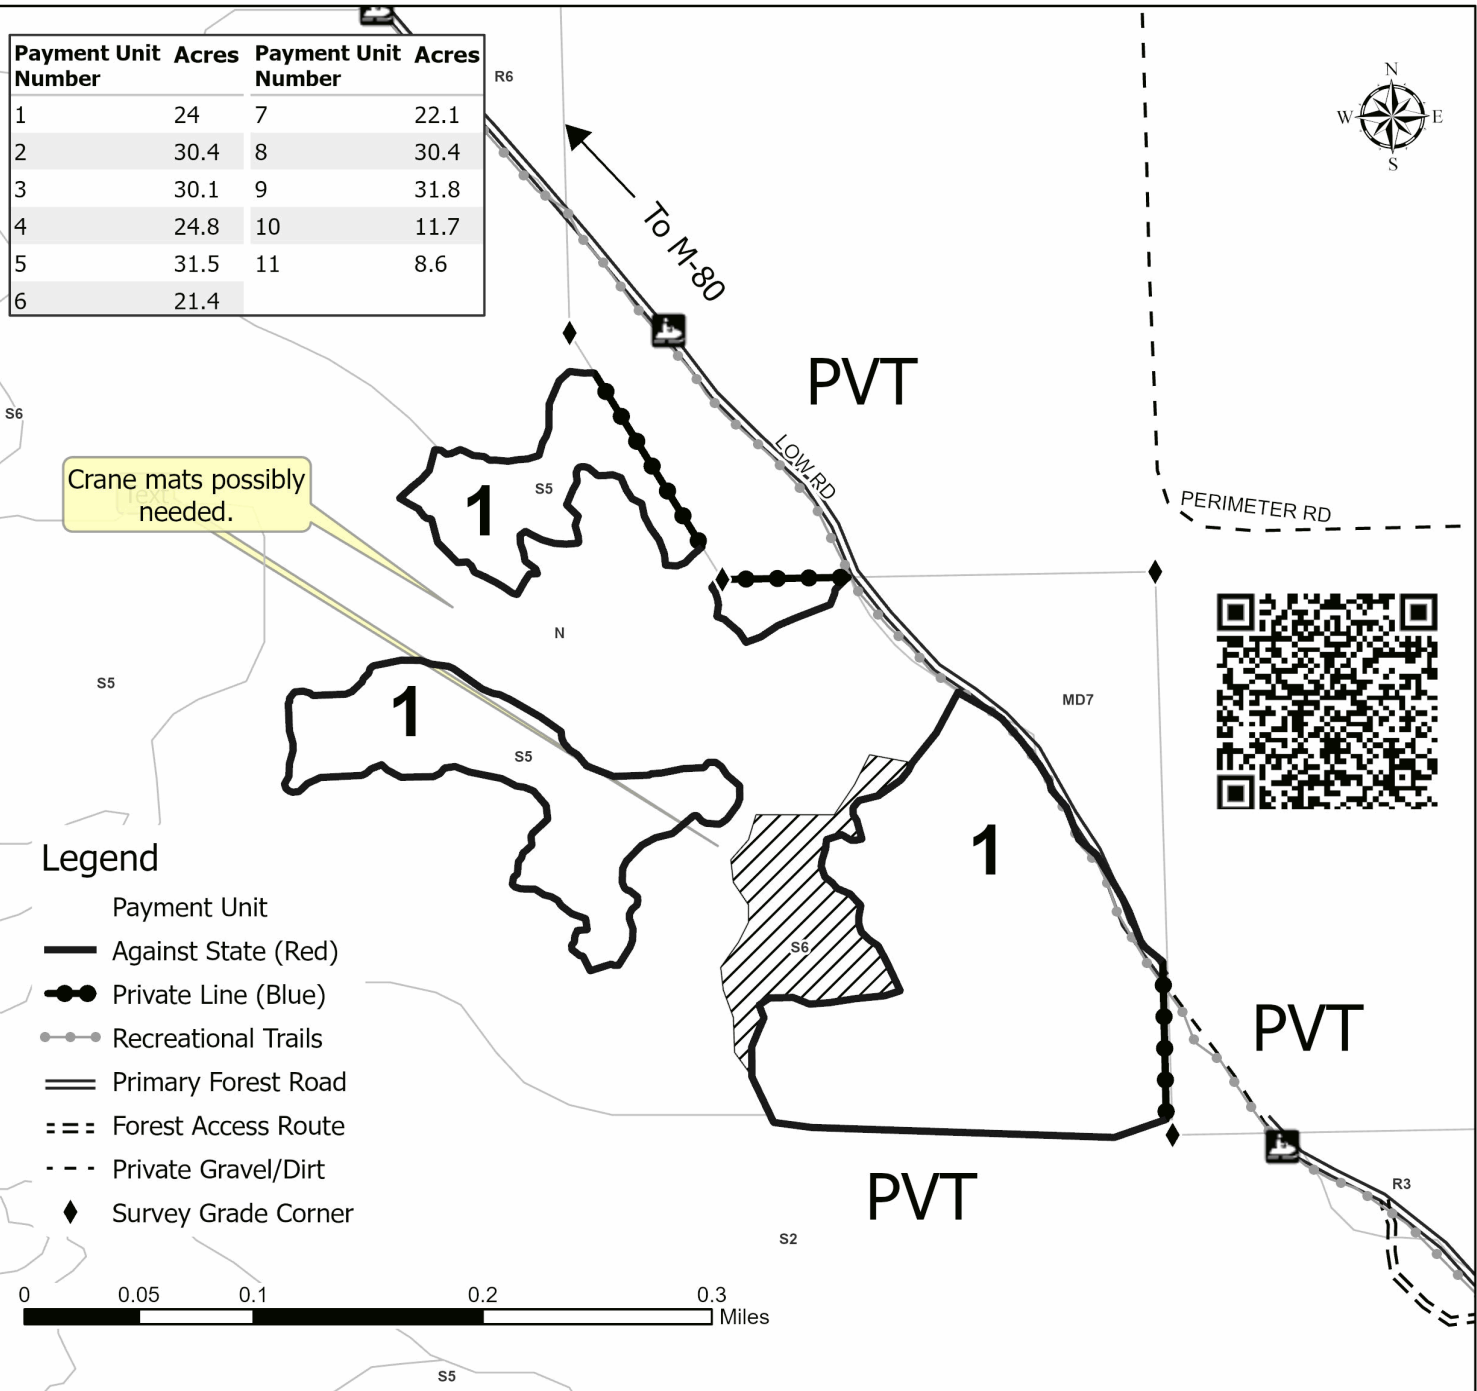 Payment Unit Number Acres Payment Unit Number Acres
1 24 7 22.1
2 30.4 8 30.4
3 30.1 9 31.8
4 24.8 10 11.7
5 31.5 11 8.6
6 21.4
R6
N
W E
S
To M-80
PVT
S6
LOW RD
Crane mats possibly
needed.
Text
1
S5
PERIMETER RD
N
S5
MD7
1
S5
1
S6
Legend
Payment Unit
Against State (Red)
Private Line (Blue)
Recreational Trails
Primary Forest Road
Forest Access Route
Private Gravel/Dirt
Survey Grade Corner
PVT
PVT
R3
S2
0 0.05 0.1 0.2 0.3
Miles
S5